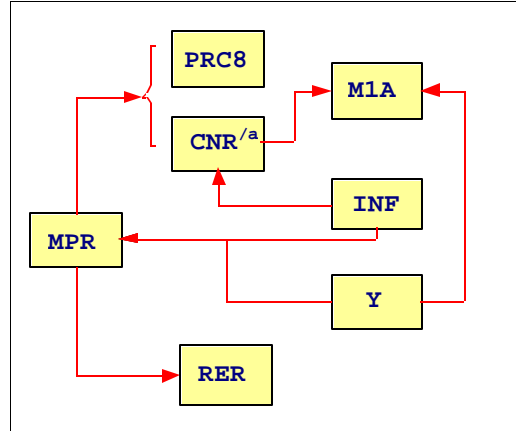 PRC8
M1A
CNR/a
INF
MPR
Y
RER